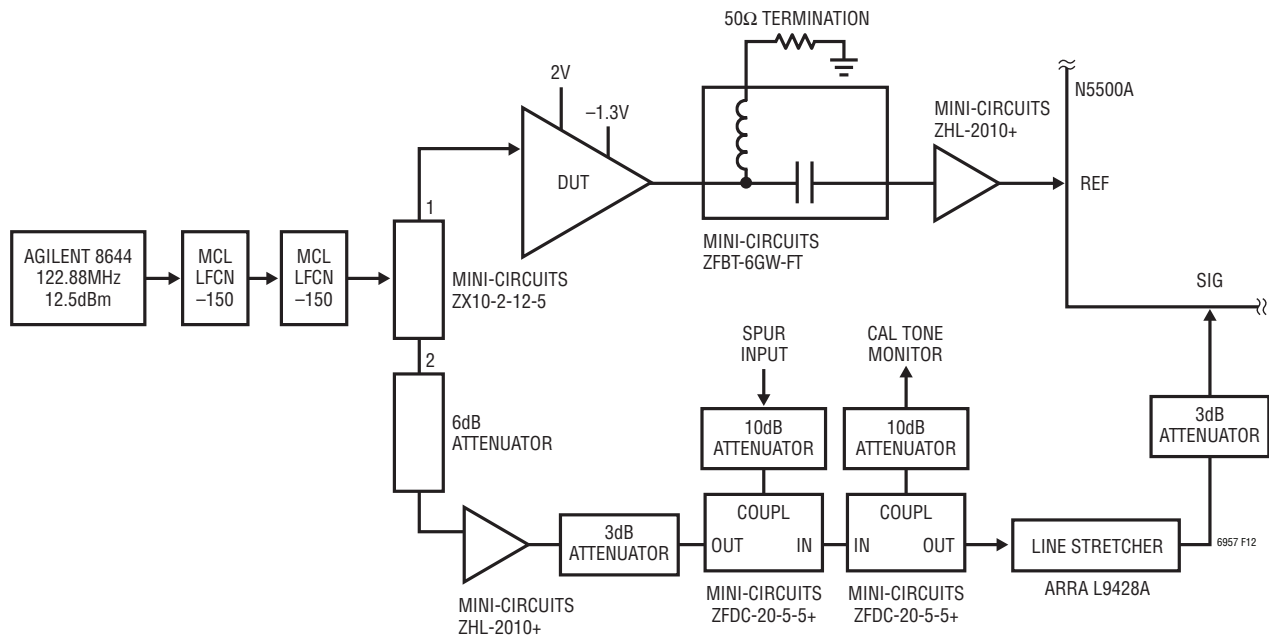 50Ω TERMINATION
2V
–1.3V
DUT
MINI-CIRCUITS
ZFBT-6GW-FT
MINI-CIRCUITS
ZHL-2010+
N5500A
REF
SIG
AGILENT 8644
122.88MHz
12.5dBm
MCL
LFCN
–150
MCL
LFCN
–150
1
MINI-CIRCUITS
ZX10-2-12-5
2
6dB
ATTENUATOR
MINI-CIRCUITS
ZHL-2010+
3dB
ATTENUATOR
SPUR
INPUT
10dB
ATTENUATOR
COUPL
OUT
IN
MINI-CIRCUITS
ZFDC-20-5-5+
CAL TONE
MONITOR
10dB
ATTENUATOR
COUPL
IN
OUT
MINI-CIRCUITS
ZFDC-20-5-5+
LINE STRETCHER
ARRA L9428A
3dB
ATTENUATOR
6957 F12